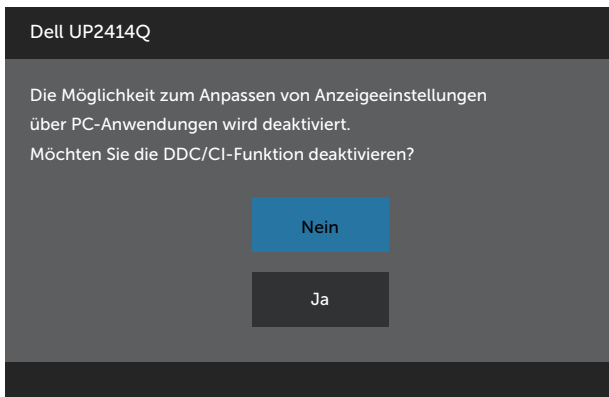 Dell UP2414Q
Die Möglichkeit zum Anpassen von Anzeigeeinstellungen
über PC-Anwendungen wird deaktiviert.
Möchten Sie die DDC/CI-Funktion deaktivieren?
Nein
Ja